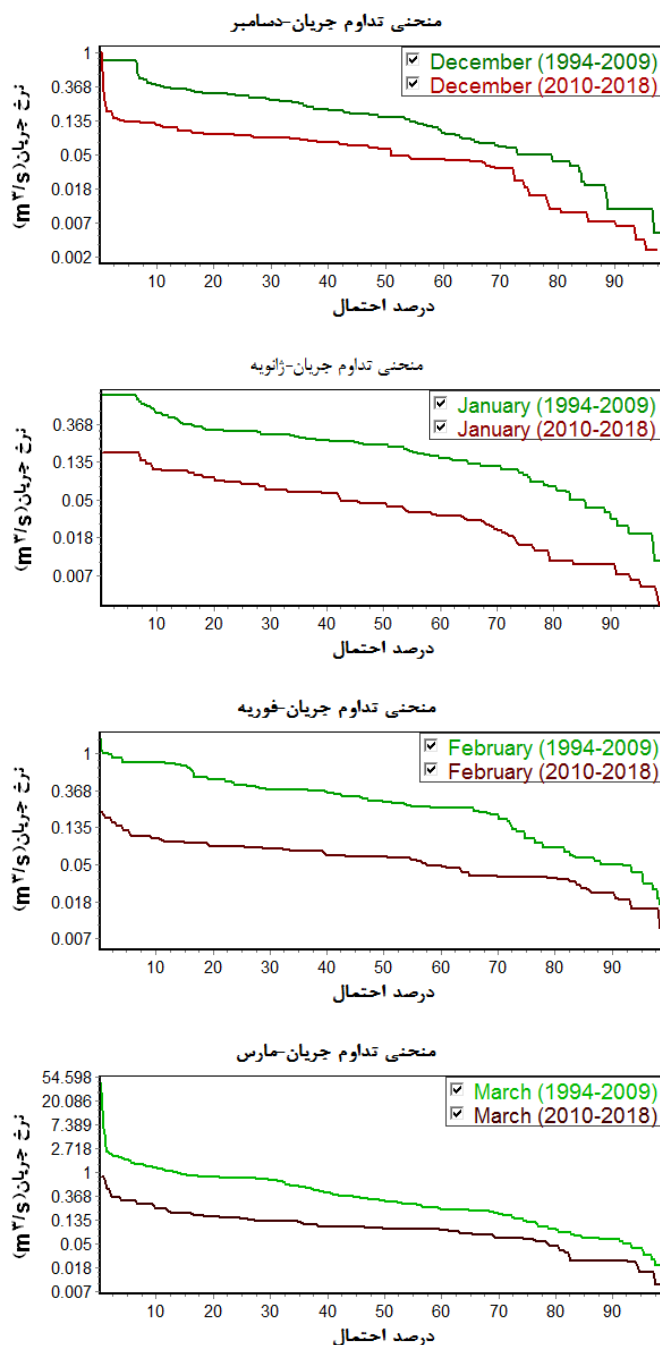 منحنی تداوم جریان-دسامبر
December (1994-2009)
December (2010-2018)
نرخ جریان(m³/s)
1
0.368
0.135
0.05
0.018
0.007
0.002
10 20 30 40 50 60 70 80 90
درصد احتمال
منحنی تداوم جریان-ژانویه
January (1994-2009)
January (2010-2018)
نرخ جریان(m³/s)
0.368
0.135
0.05
0.018
0.007
10 20 30 40 50 60 70 80 90
درصد احتمال
منحنی تداوم جریان-فوریه
February (1994-2009)
February (2010-2018)
نرخ جریان(m³/s)
1
0.368
0.135
0.05
0.018
0.007
10 20 30 40 50 60 70 80 90
درصد احتمال
منحنی تداوم جریان-مارس
March (1994-2009)
March (2010-2018)
نرخ جریان(m³/s)
54.598
20.086
7.389
2.718
1
0.368
0.135
0.05
0.018
0.007
10 20 30 40 50 60 70 80 90
درصد احتمال